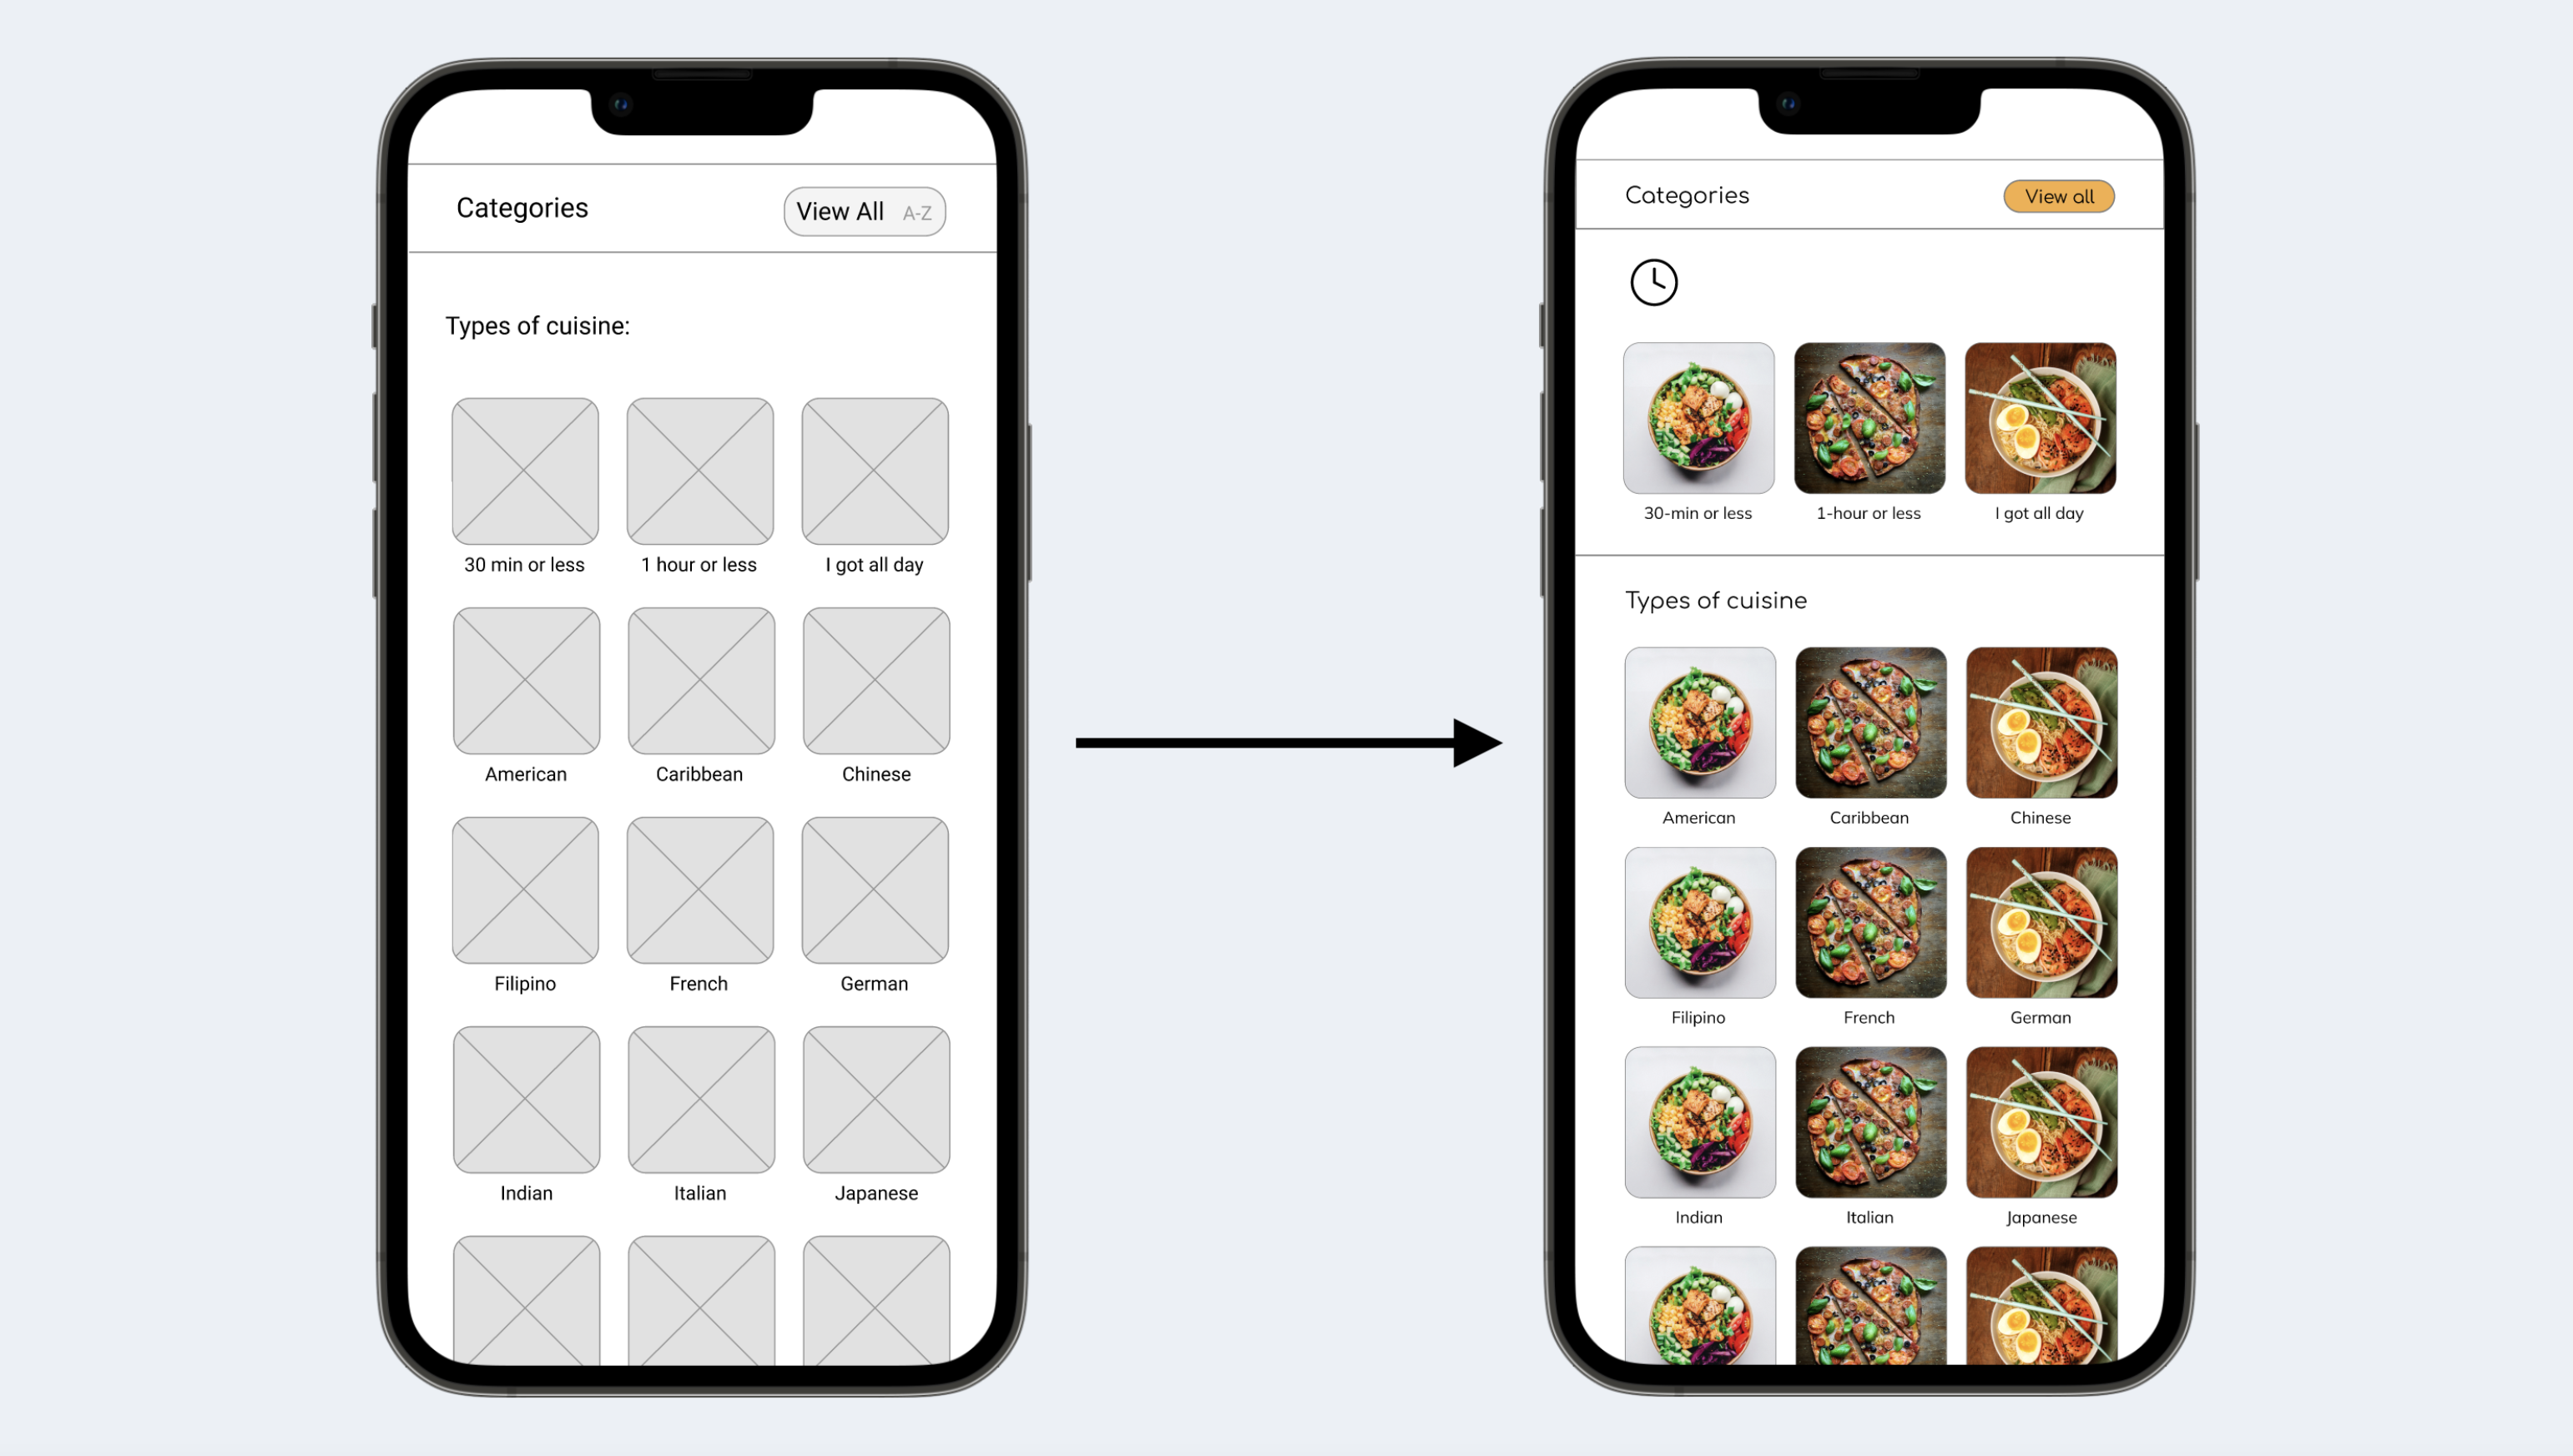 Categories
View All A-Z
Types of cuisine:
30 min or less
1 hour or less
I got all day
American
Caribbean
Chinese
Filipino
French
German
Indian
Italian
Japanese
Categories
View all
30-min or less
1-hour or less
I got all day
Types of cuisine
American
Caribbean
Chinese
Filipino
French
German
Indian
Italian
Japanese